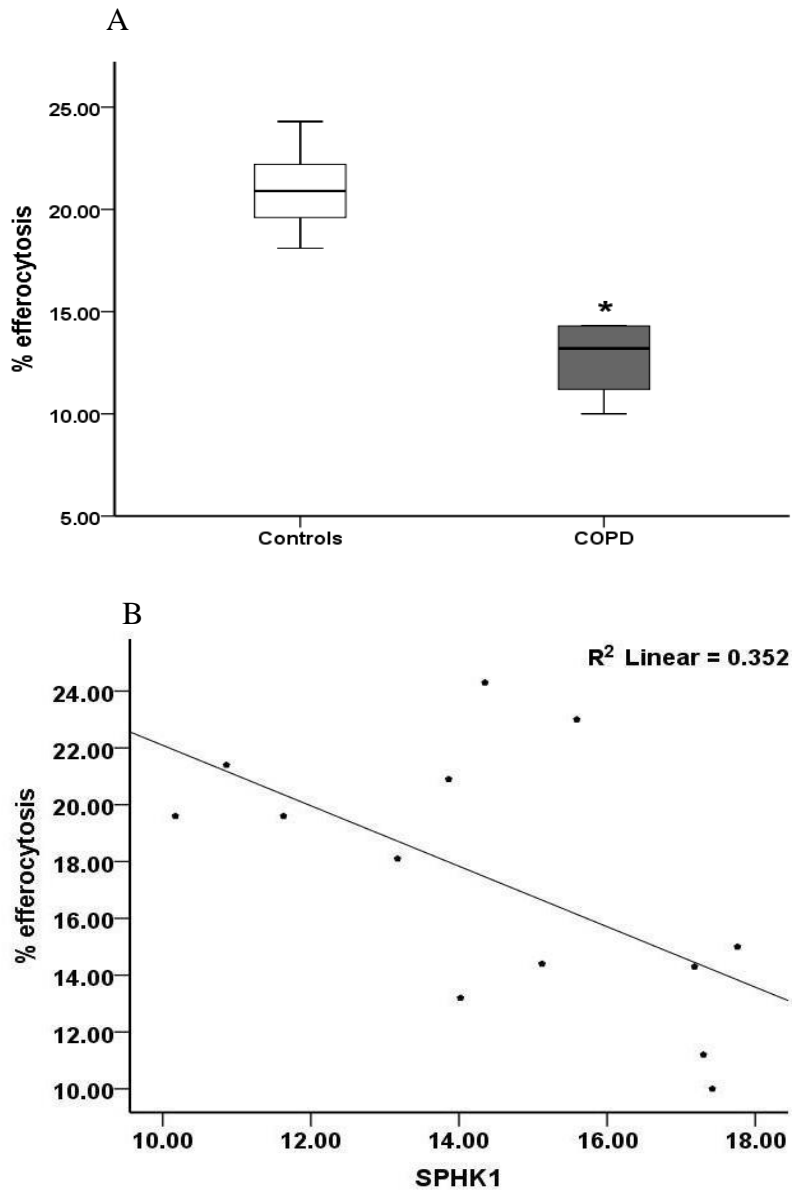 A
25.00
20.00
15.00
10.00
5.00
% efferocytosis
*
Controls COPD
B
R² Linear = 0.352
24.00
22.00
20.00
18.00
16.00
14.00
12.00
10.00
% efferocytosis
10.00 12.00 14.00 16.00 18.00
SPHK1